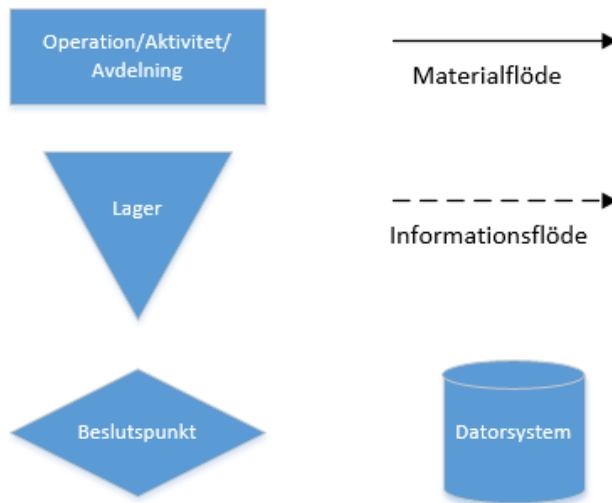 Operation/Aktivitet/
Avdelning
Materialflöde
Lager
Informationsflöde
Beslutspunkt
Datorsystem